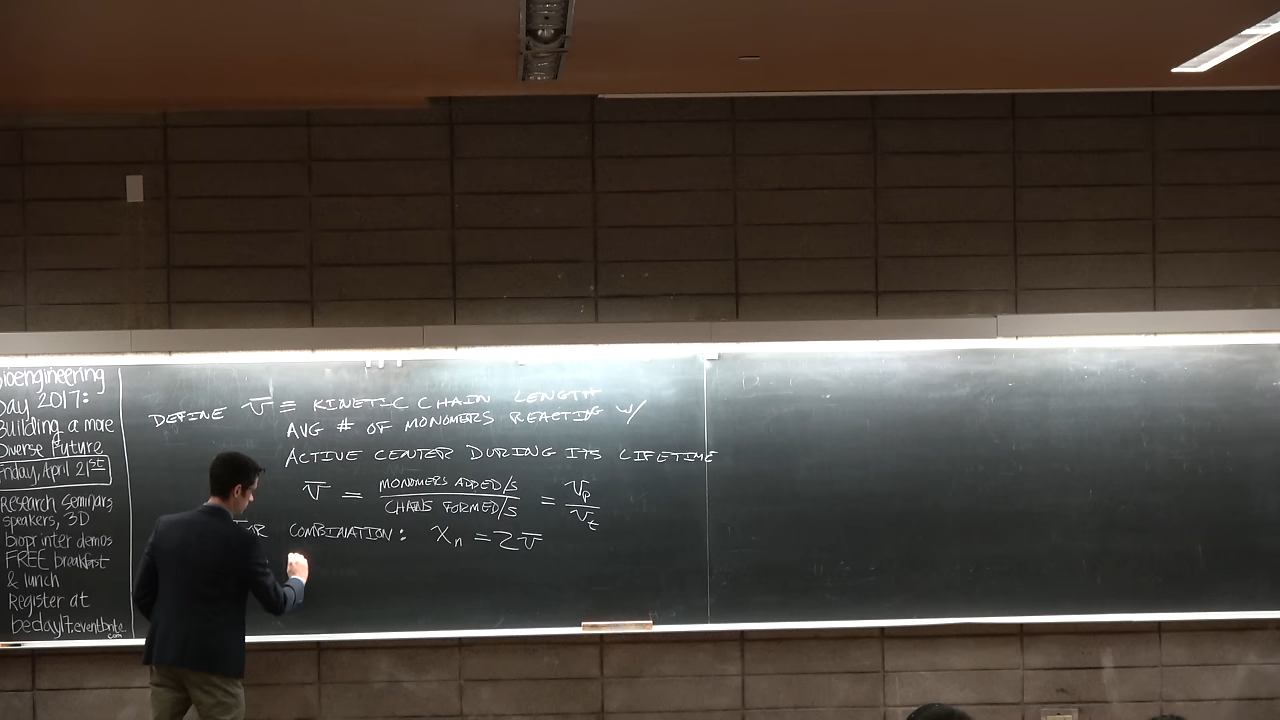 ioengineering
Day 2017:
Building a more
Diverse Future
Friday, April 21st
Research Seminars
speakers, 3D
bioprinter demos
FREE breakfast
& lunch
Register at
beday17.eventbrite
.com
DEFINE ν̅ ≡ KINETIC CHAIN LENGTH
AVG # OF MONOMERS REACTING w/
ACTIVE CENTER DURING ITS LIFETIME
ν̅ = MONOMERS ADDED/s / CHAINS FORMED/s = νp / νt
FOR COMBINATION: Xn = 2ν̅